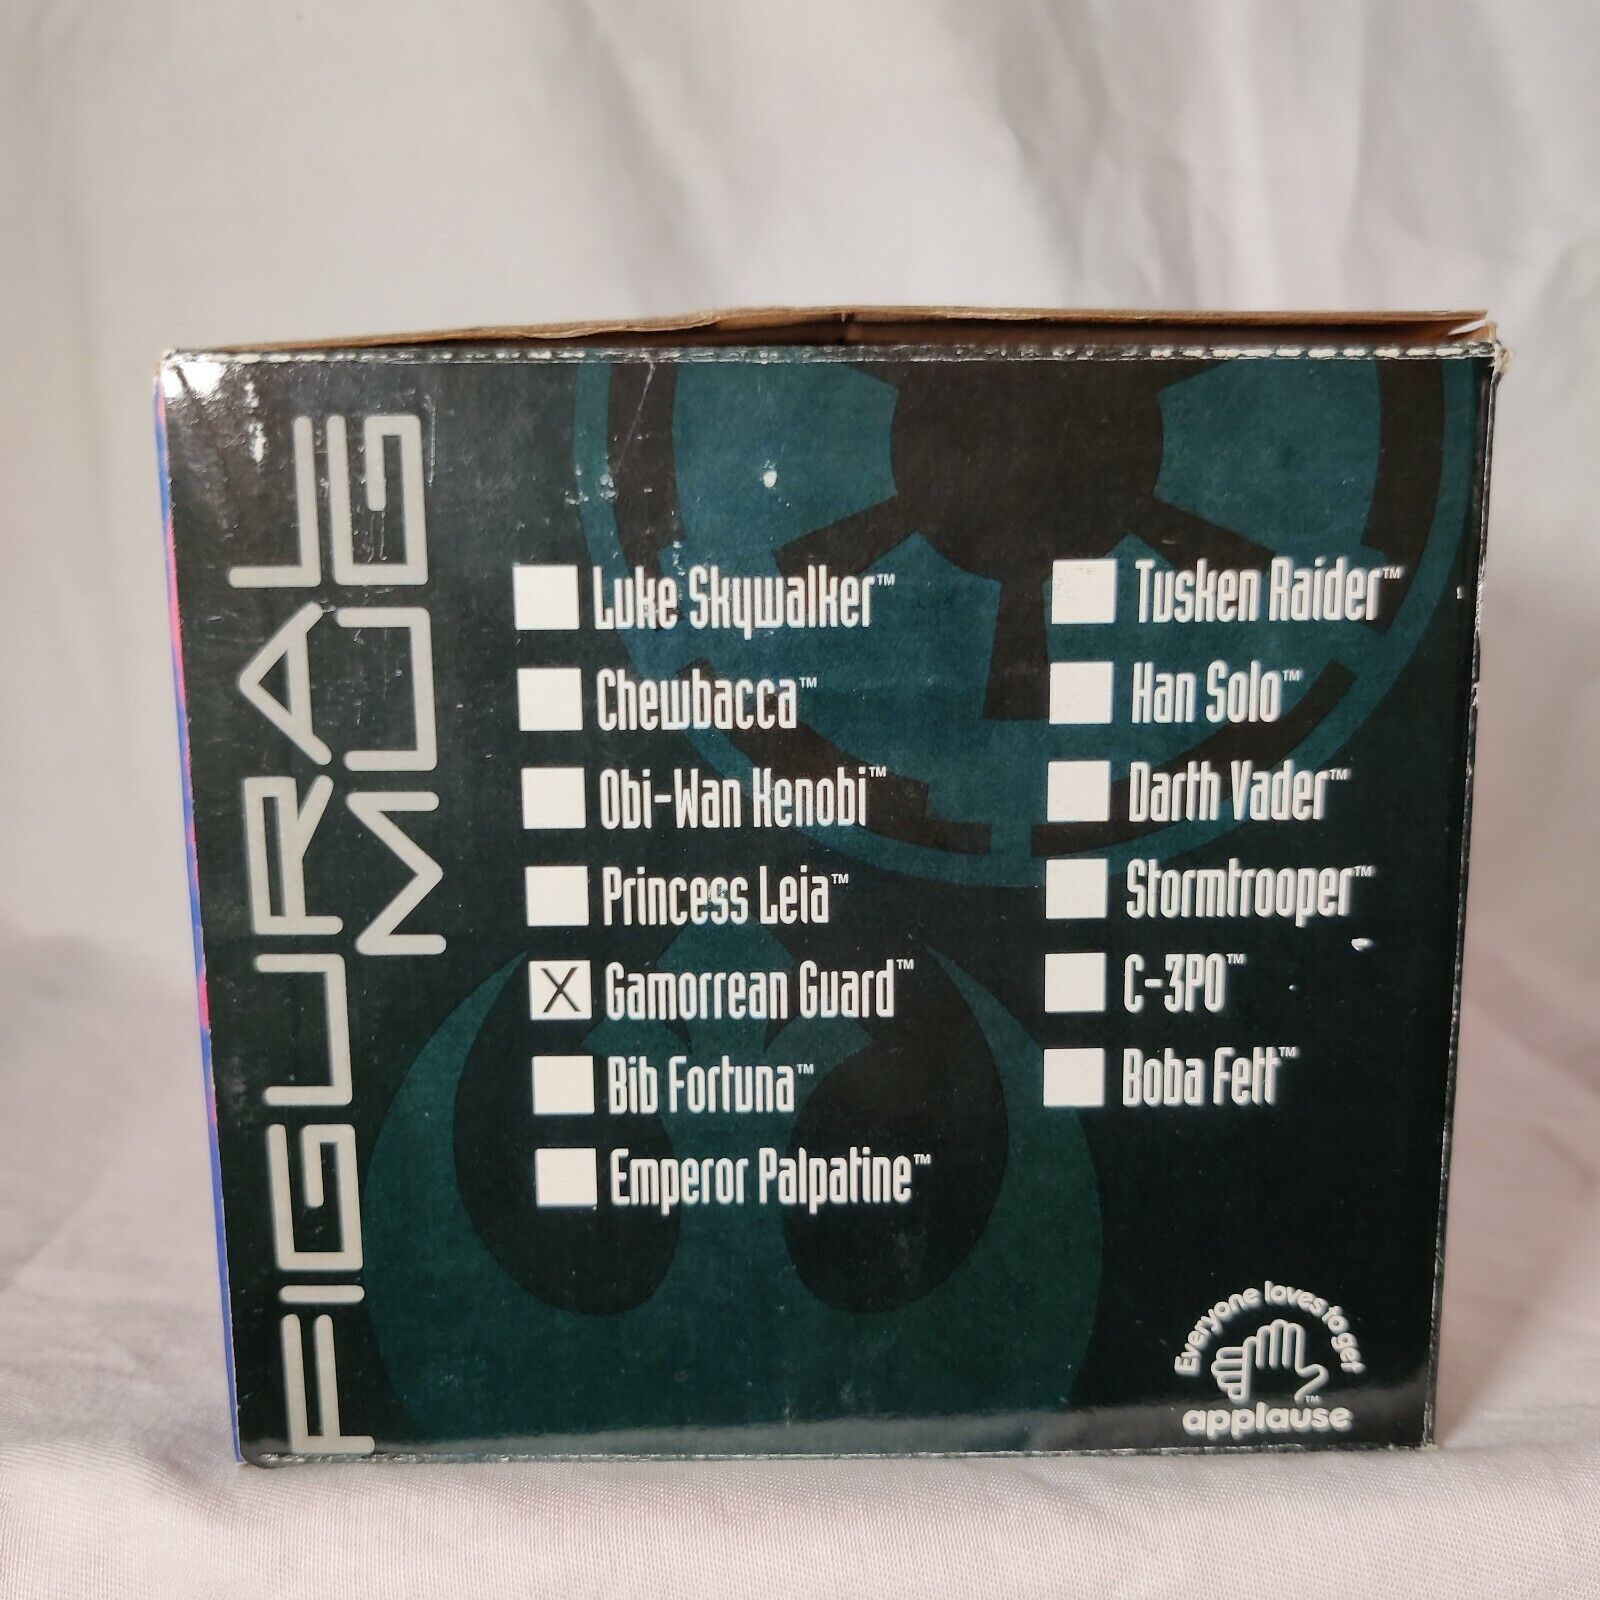 FIGURAL
MUG
Luke Skywalker™
Chewbacca™
Obi-Wan Kenobi™
Princess Leia™
X Gamorrean Guard™
Bib Fortuna™
Emperor Palpatine™
Tusken Raider™
Han Solo™
Darth Vader™
Stormtrooper™
C-3PO™
Boba Fett™
Everyone loves to get
™
applause